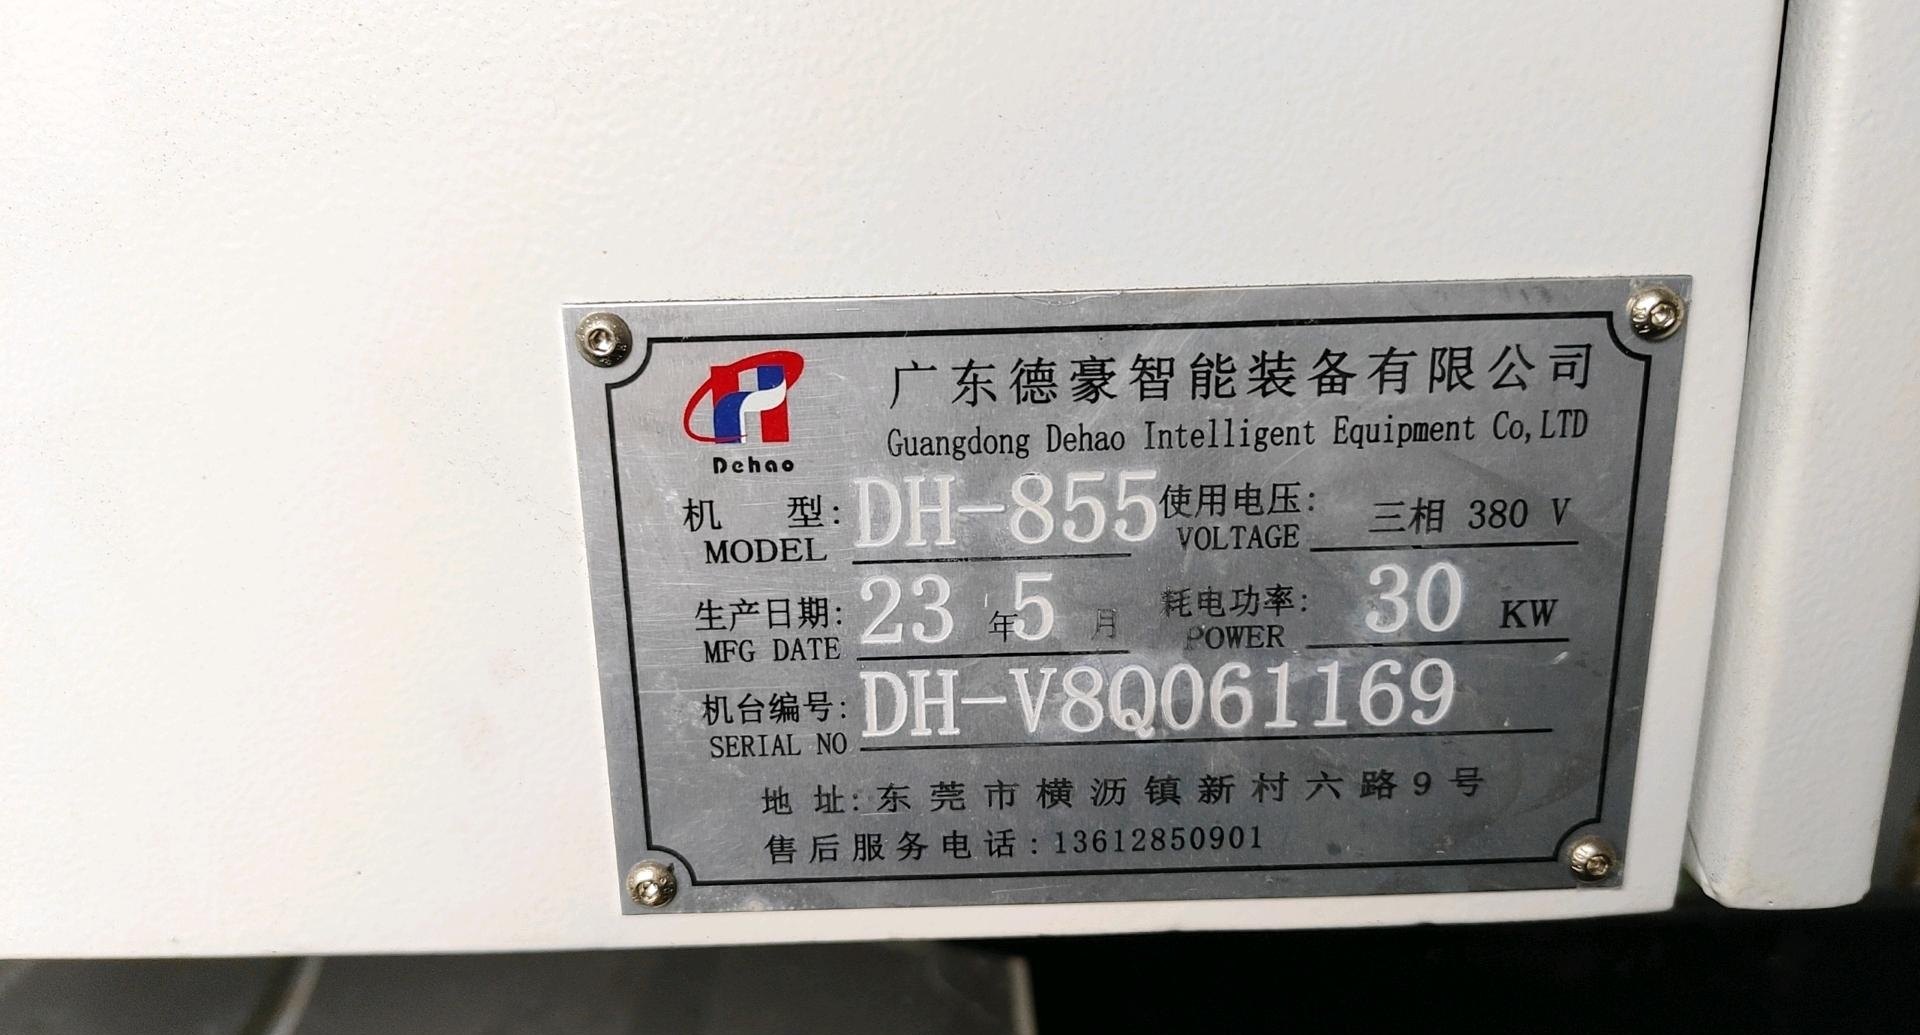 Dehao
广东德豪智能装备有限公司
Guangdong Dehao Intelligent Equipment Co,LTD
机 型: DH-855 使用电压: 三相 380 V
MODEL VOLTAGE
生产日期: 23 年 5 月 耗电功率: 30 KW
MFG DATE POWER
机台编号: DH-V8Q061169
SERIAL NO
地 址: 东莞市横沥镇新村六路9号
售后服务电话:13612850901